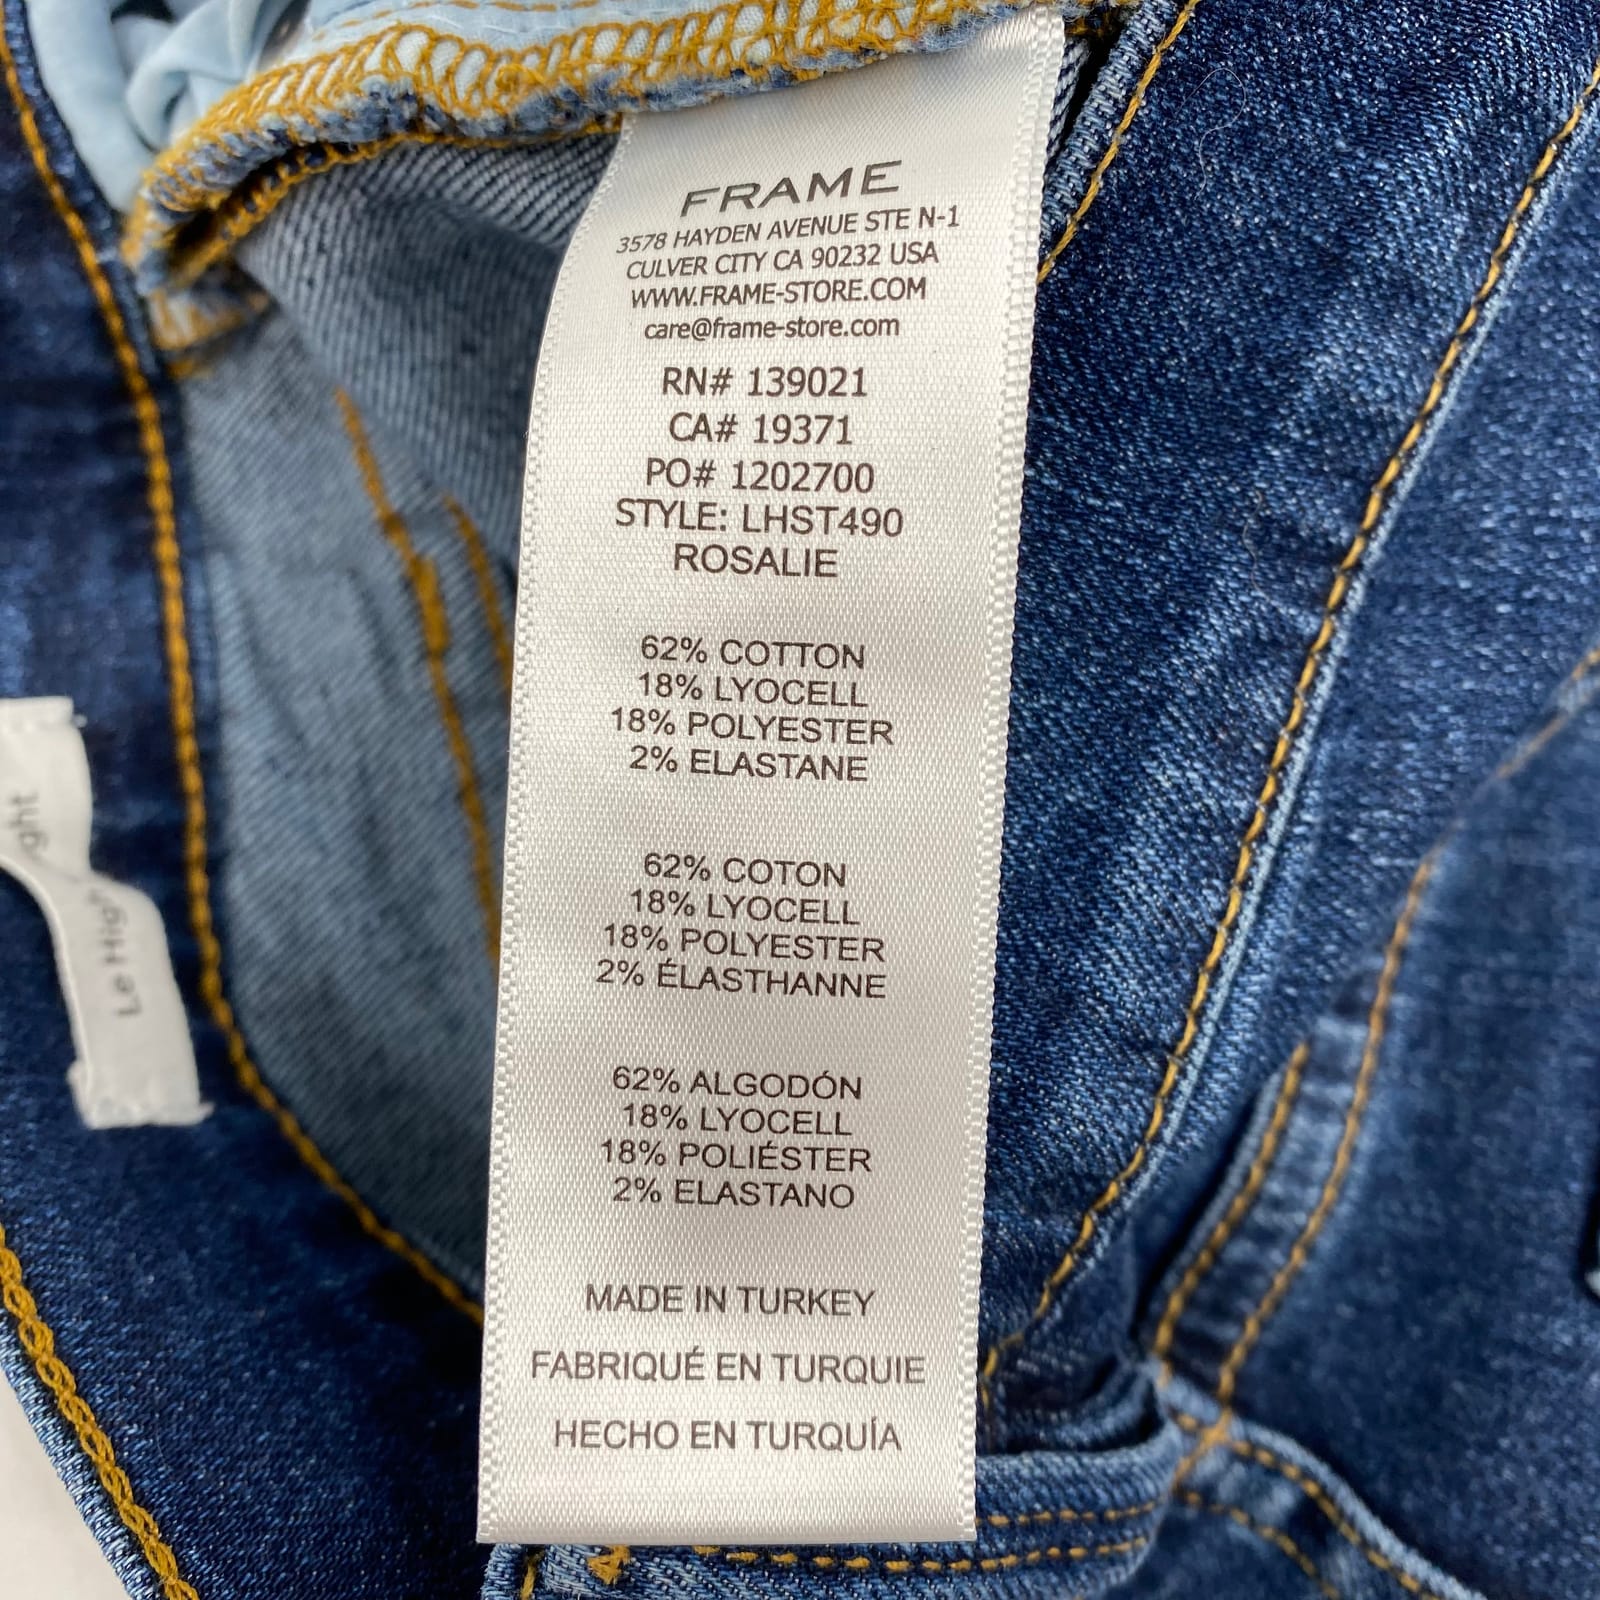 FRAME
3578 HAYDEN AVENUE STE N-1
CULVER CITY CA 90232 USA
WWW.FRAME-STORE.COM
care@frame-store.com
RN# 139021
CA# 19371
PO# 1202700
STYLE: LHST490
ROSALIE
62% COTTON
18% LYOCELL
18% POLYESTER
2% ELASTANE
62% COTON
18% LYOCELL
18% POLYESTER
2% ÉLASTHANNE
62% ALGODÓN
18% LYOCELL
18% POLIÉSTER
2% ELASTANO
MADE IN TURKEY
FABRIQUÉ EN TURQUIE
HECHO EN TURQUÍA
Le High